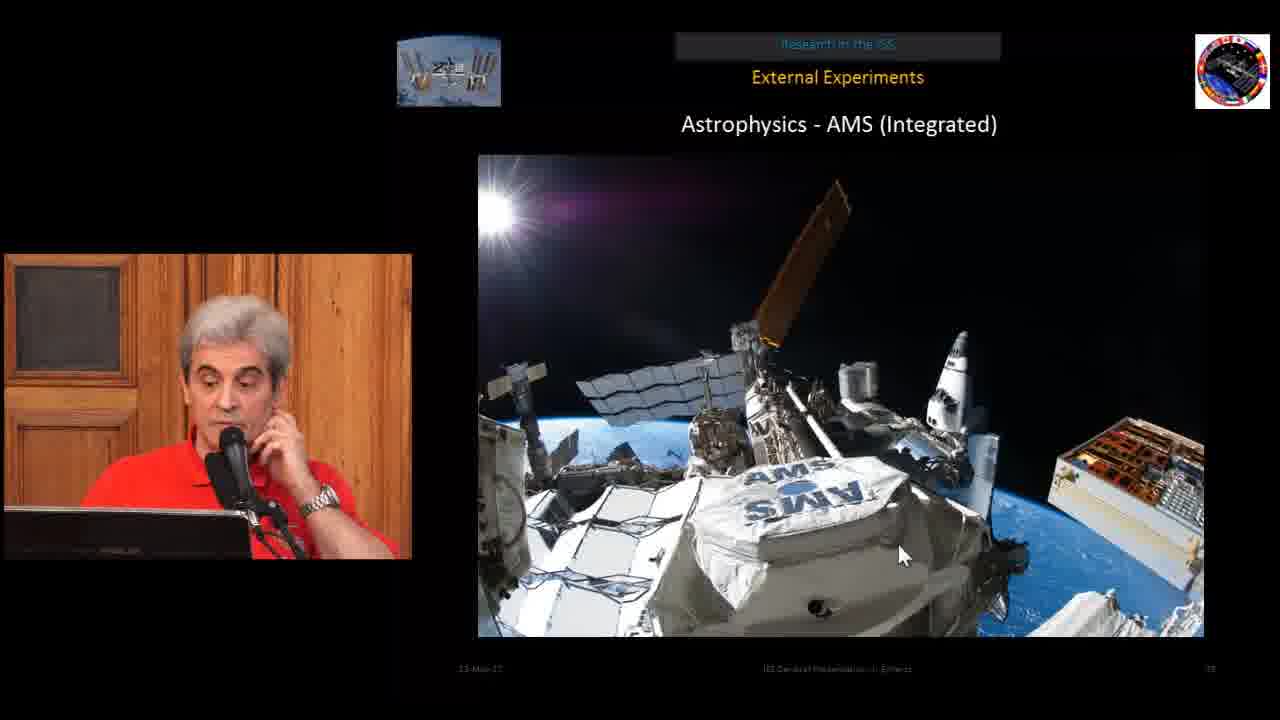 Research in the ISS
External Experiments
Astrophysics - AMS (Integrated)
AMS
AMS